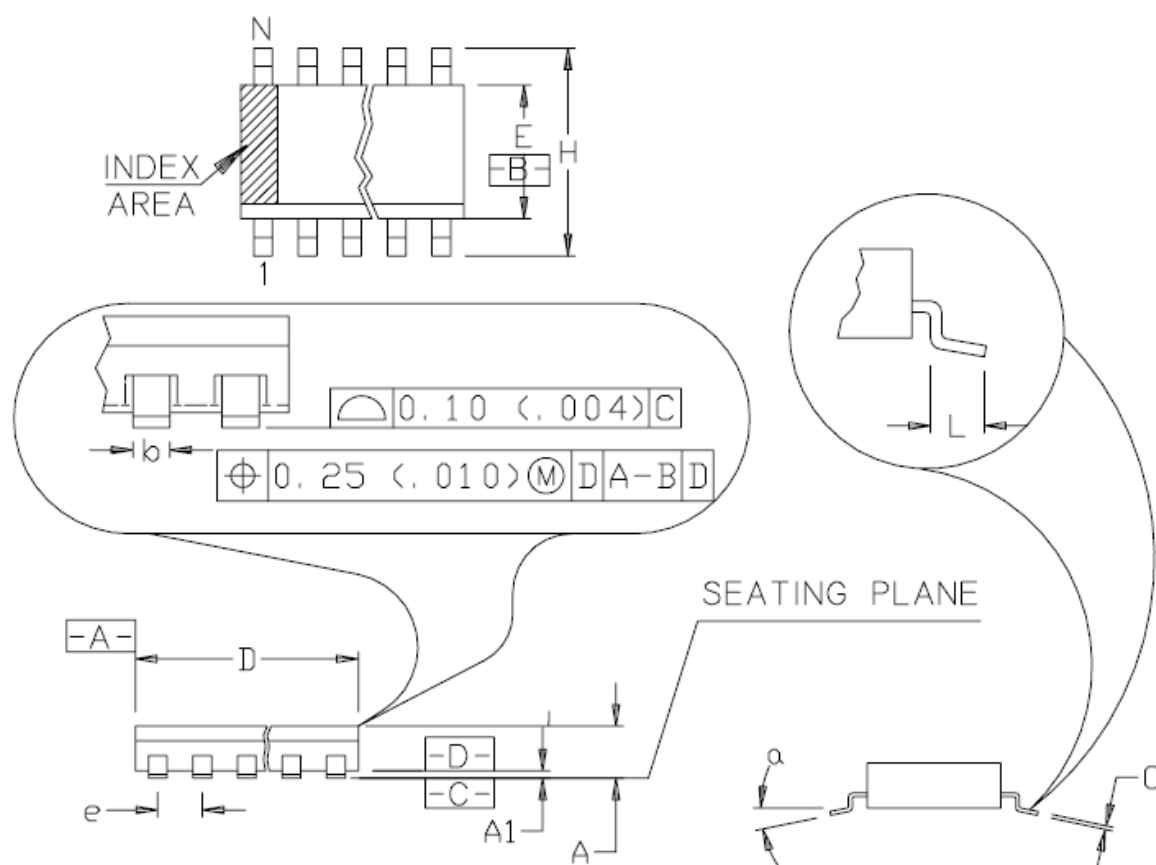 N
E
H
-B-
INDEX
AREA
1
0.10 (.004) C
b
L
0.25 (.010) Ⓜ D A-B D
SEATING PLANE
-A-
D
-D-
-C-
a
e
A1
A
C